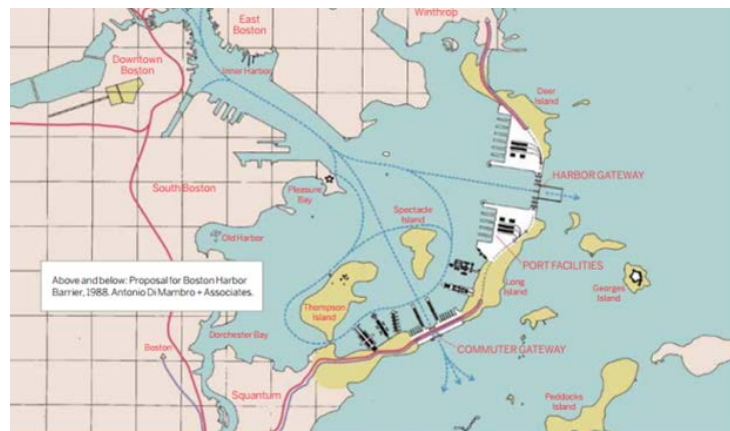 Winthrop
East
Boston
Inner Harbor
Downtown
Boston
Deer
Island
HARBOR GATEWAY
South Boston
Pleasure
Bay
Spectacle
Island
Old Harbor
PORT FACILITIES
Above and below: Proposal for Boston Harbor
Barrier, 1988. Antonio Di Mambro + Associates.
Long
Island
Georges
Island
Thompson
Island
Dorchester Bay
Boston
COMMUTER GATEWAY
Squantum
Peddocks
Island